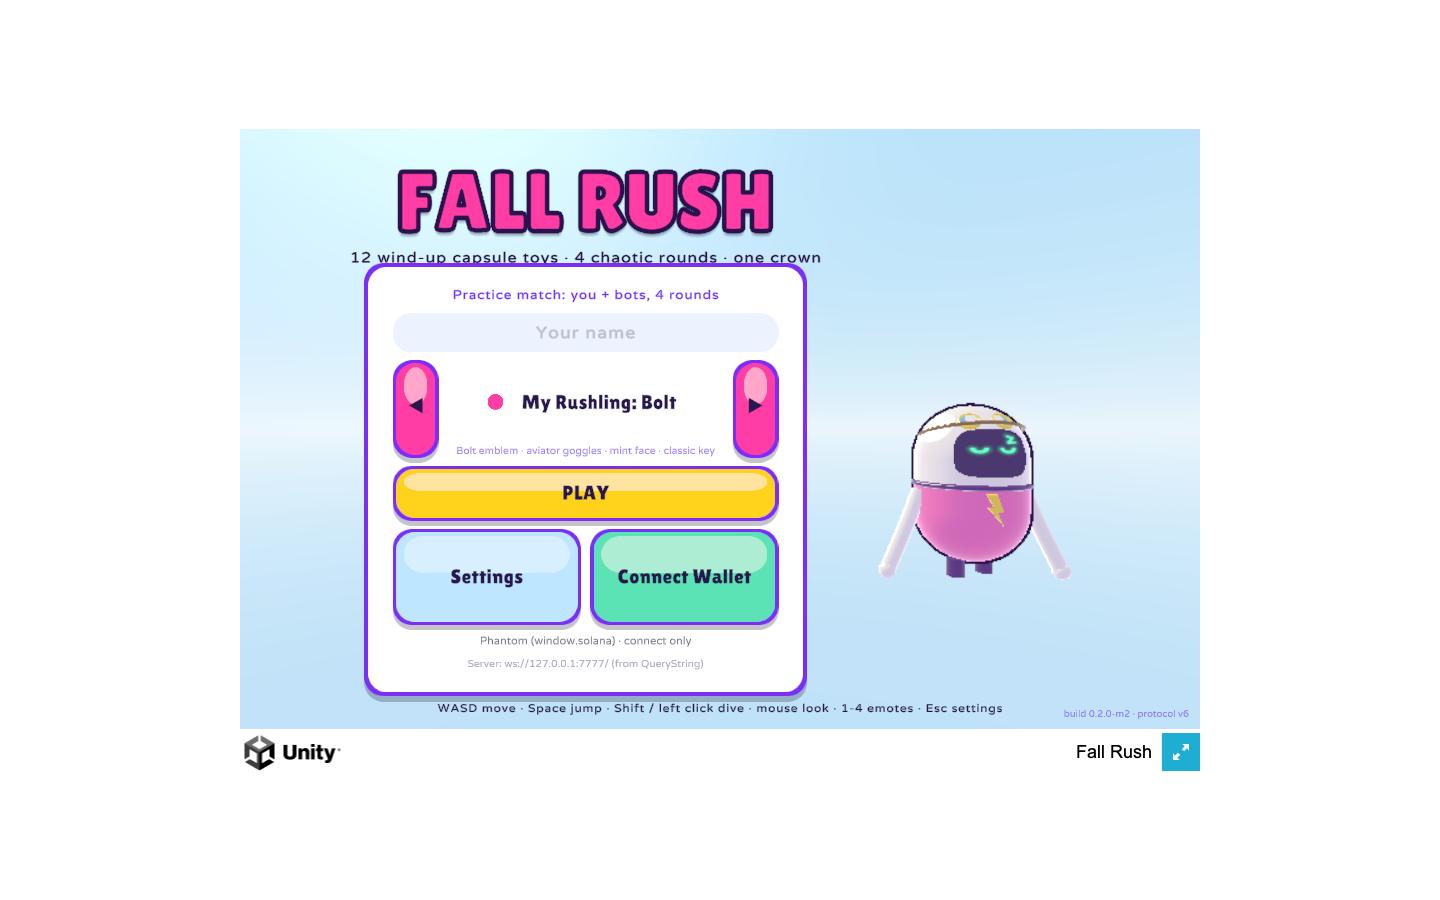 FALL RUSH
12 wind-up capsule toys · 4 chaotic rounds · one crown
Practice match: you + bots, 4 rounds
Your name
◀
My Rushling: Bolt
▶
Bolt emblem · aviator goggles · mint face · classic key
PLAY
Settings
Connect Wallet
Phantom (window.solana) · connect only
Server: ws://127.0.0.1:7777/ (from QueryString)
WASD move · Space jump · Shift / left click dive · mouse look · 1-4 emotes · Esc settings
build 0.2.0-m2 · protocol v6
z
Unity
Fall Rush